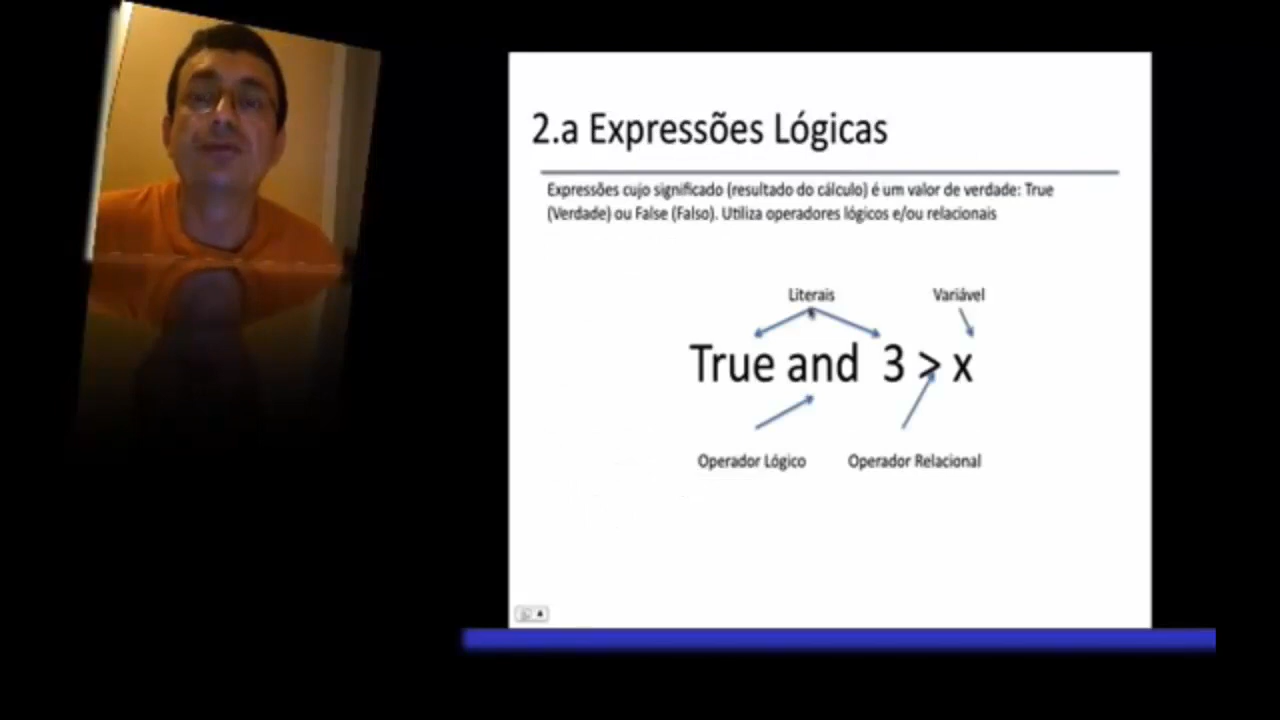 2.a Expressões Lógicas
Expressões cujo significado (resultado do cálculo) é um valor de verdade: True
(Verdade) ou False (Falso). Utiliza operadores lógicos e/ou relacionais
Literais Variável
True and 3 > x
Operador Lógico Operador Relacional